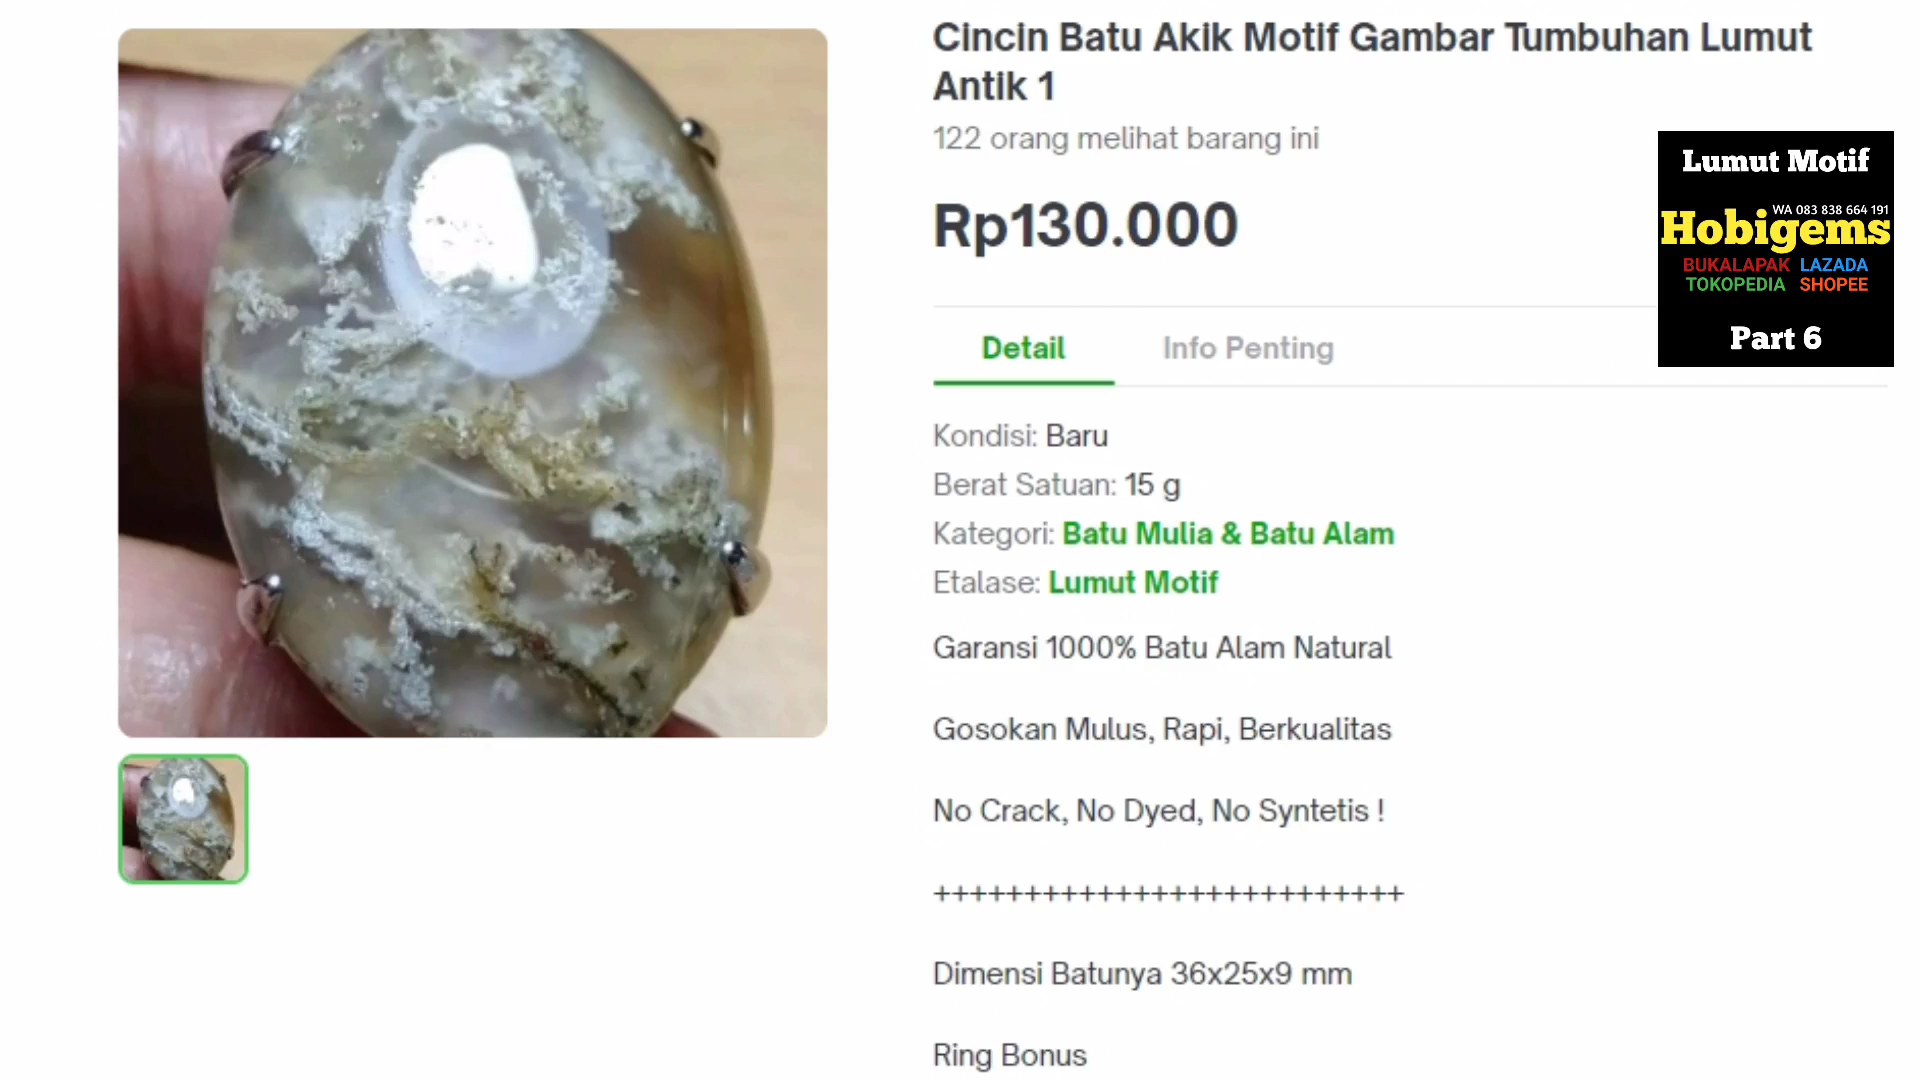 Cincin Batu Akik Motif Gambar Tumbuhan Lumut
Antik 1
122 orang melihat barang ini
Rp130.000
Lumut Motif
WA 083 838 664 191
Hobigems
BUKALAPAK LAZADA
TOKOPEDIA SHOPEE
Part 6
Detail Info Penting
Kondisi: Baru
Berat Satuan: 15 g
Kategori: Batu Mulia & Batu Alam
Etalase: Lumut Motif
Garansi 1000% Batu Alam Natural
Gosokan Mulus, Rapi, Berkualitas
No Crack, No Dyed, No Syntetis !
++++++++++++++++++++++++++
Dimensi Batunya 36x25x9 mm
Ring Bonus